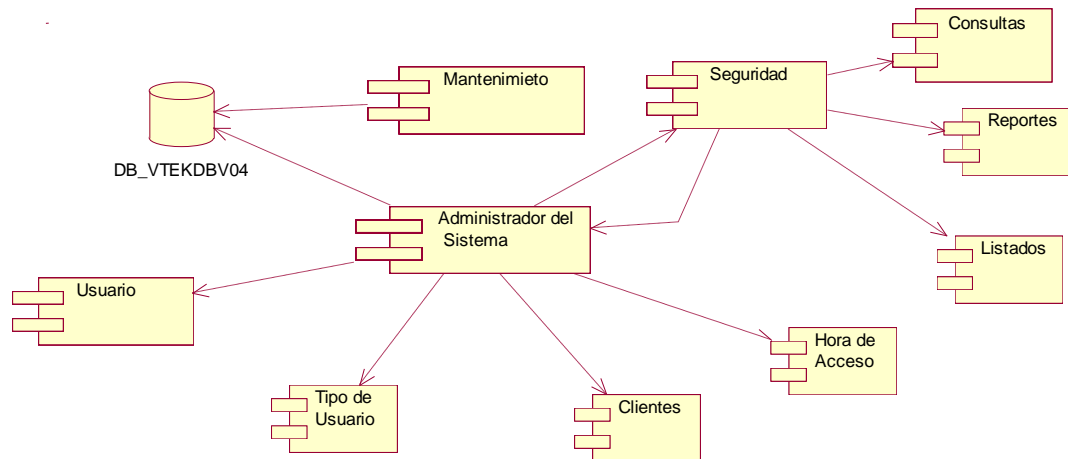 Consultas
Mantenimieto
Seguridad
Reportes
DB_VTEKDBV04
Administrador del
Sistema
Listados
Usuario
Hora de
Acceso
Tipo de
Usuario
Clientes